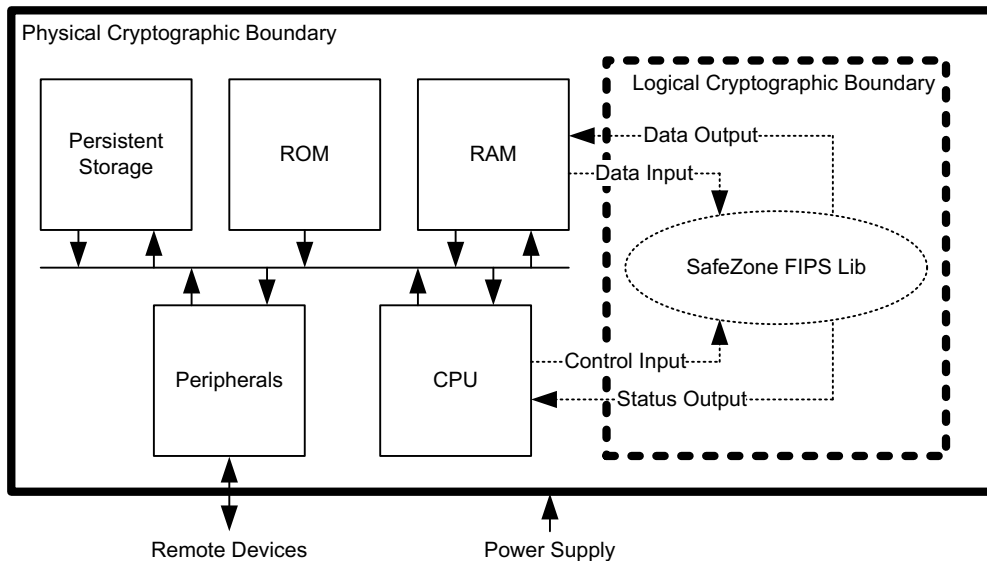 Physical Cryptographic Boundary
Logical Cryptographic Boundary
Persistent
Storage
ROM
RAM
Data Output
Data Input
SafeZone FIPS Lib
Peripherals
CPU
Control Input
Status Output
Remote Devices
Power Supply